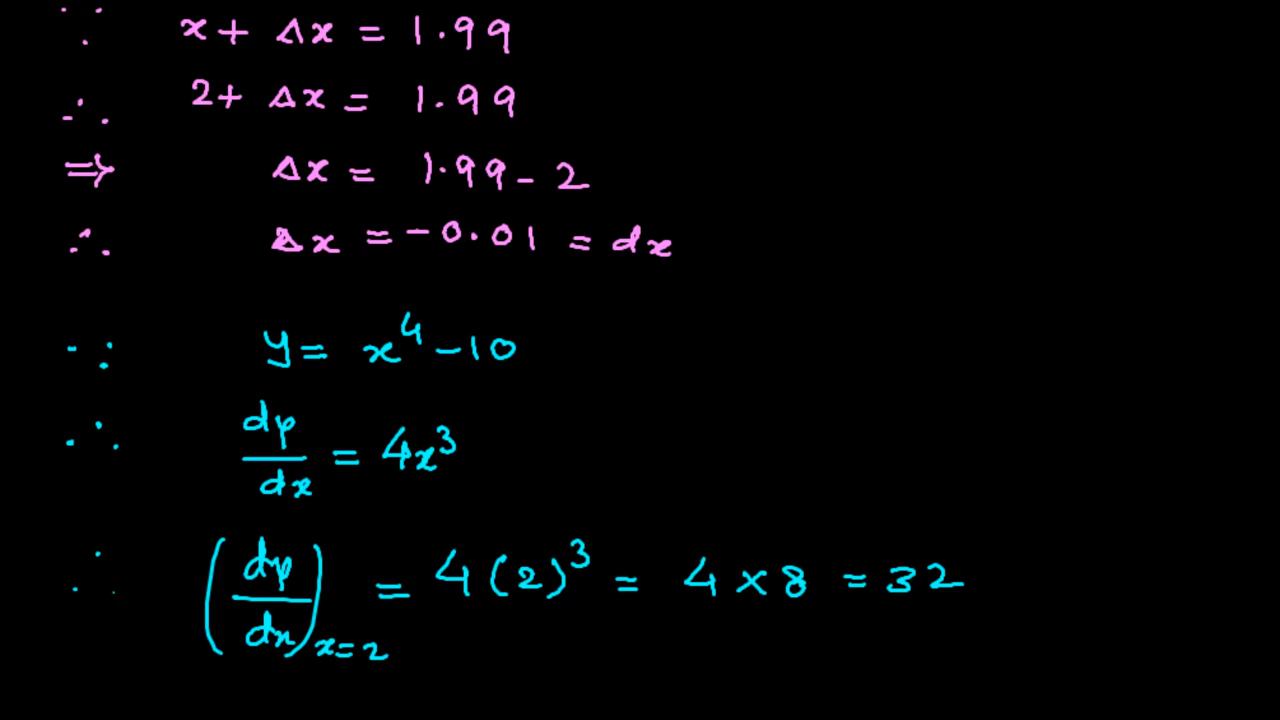 ∵ x + Δx = 1.99
∴ 2 + Δx = 1.99
⇒ Δx = 1.99 - 2
∴ Δx = -0.01 = dx
∵ y = x⁴ - 10
∴ dy/dx = 4x³
∴ (dy/dx)ₓ₌₂ = 4(2)³ = 4 × 8 = 32